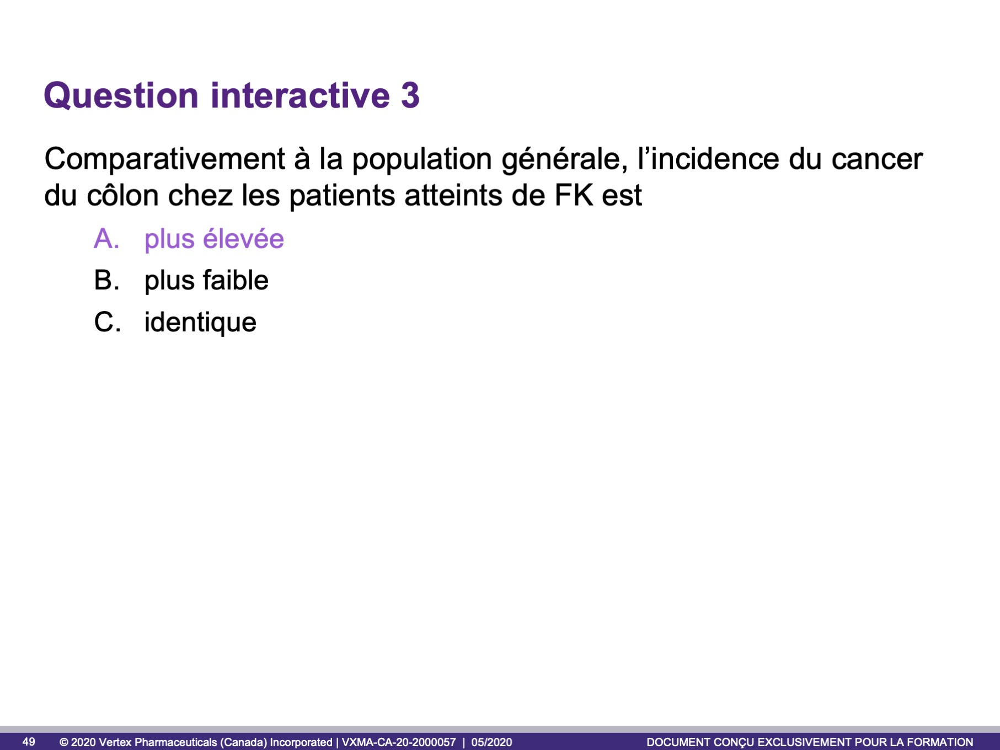 Question interactive 3
Comparativement à la population générale, l’incidence du cancer
du côlon chez les patients atteints de FK est
A. plus élevée
B. plus faible
C. identique
49 © 2020 Vertex Pharmaceuticals (Canada) Incorporated | VXMA-CA-20-2000057 | 05/2020 DOCUMENT CONÇU EXCLUSIVEMENT POUR LA FORMATION